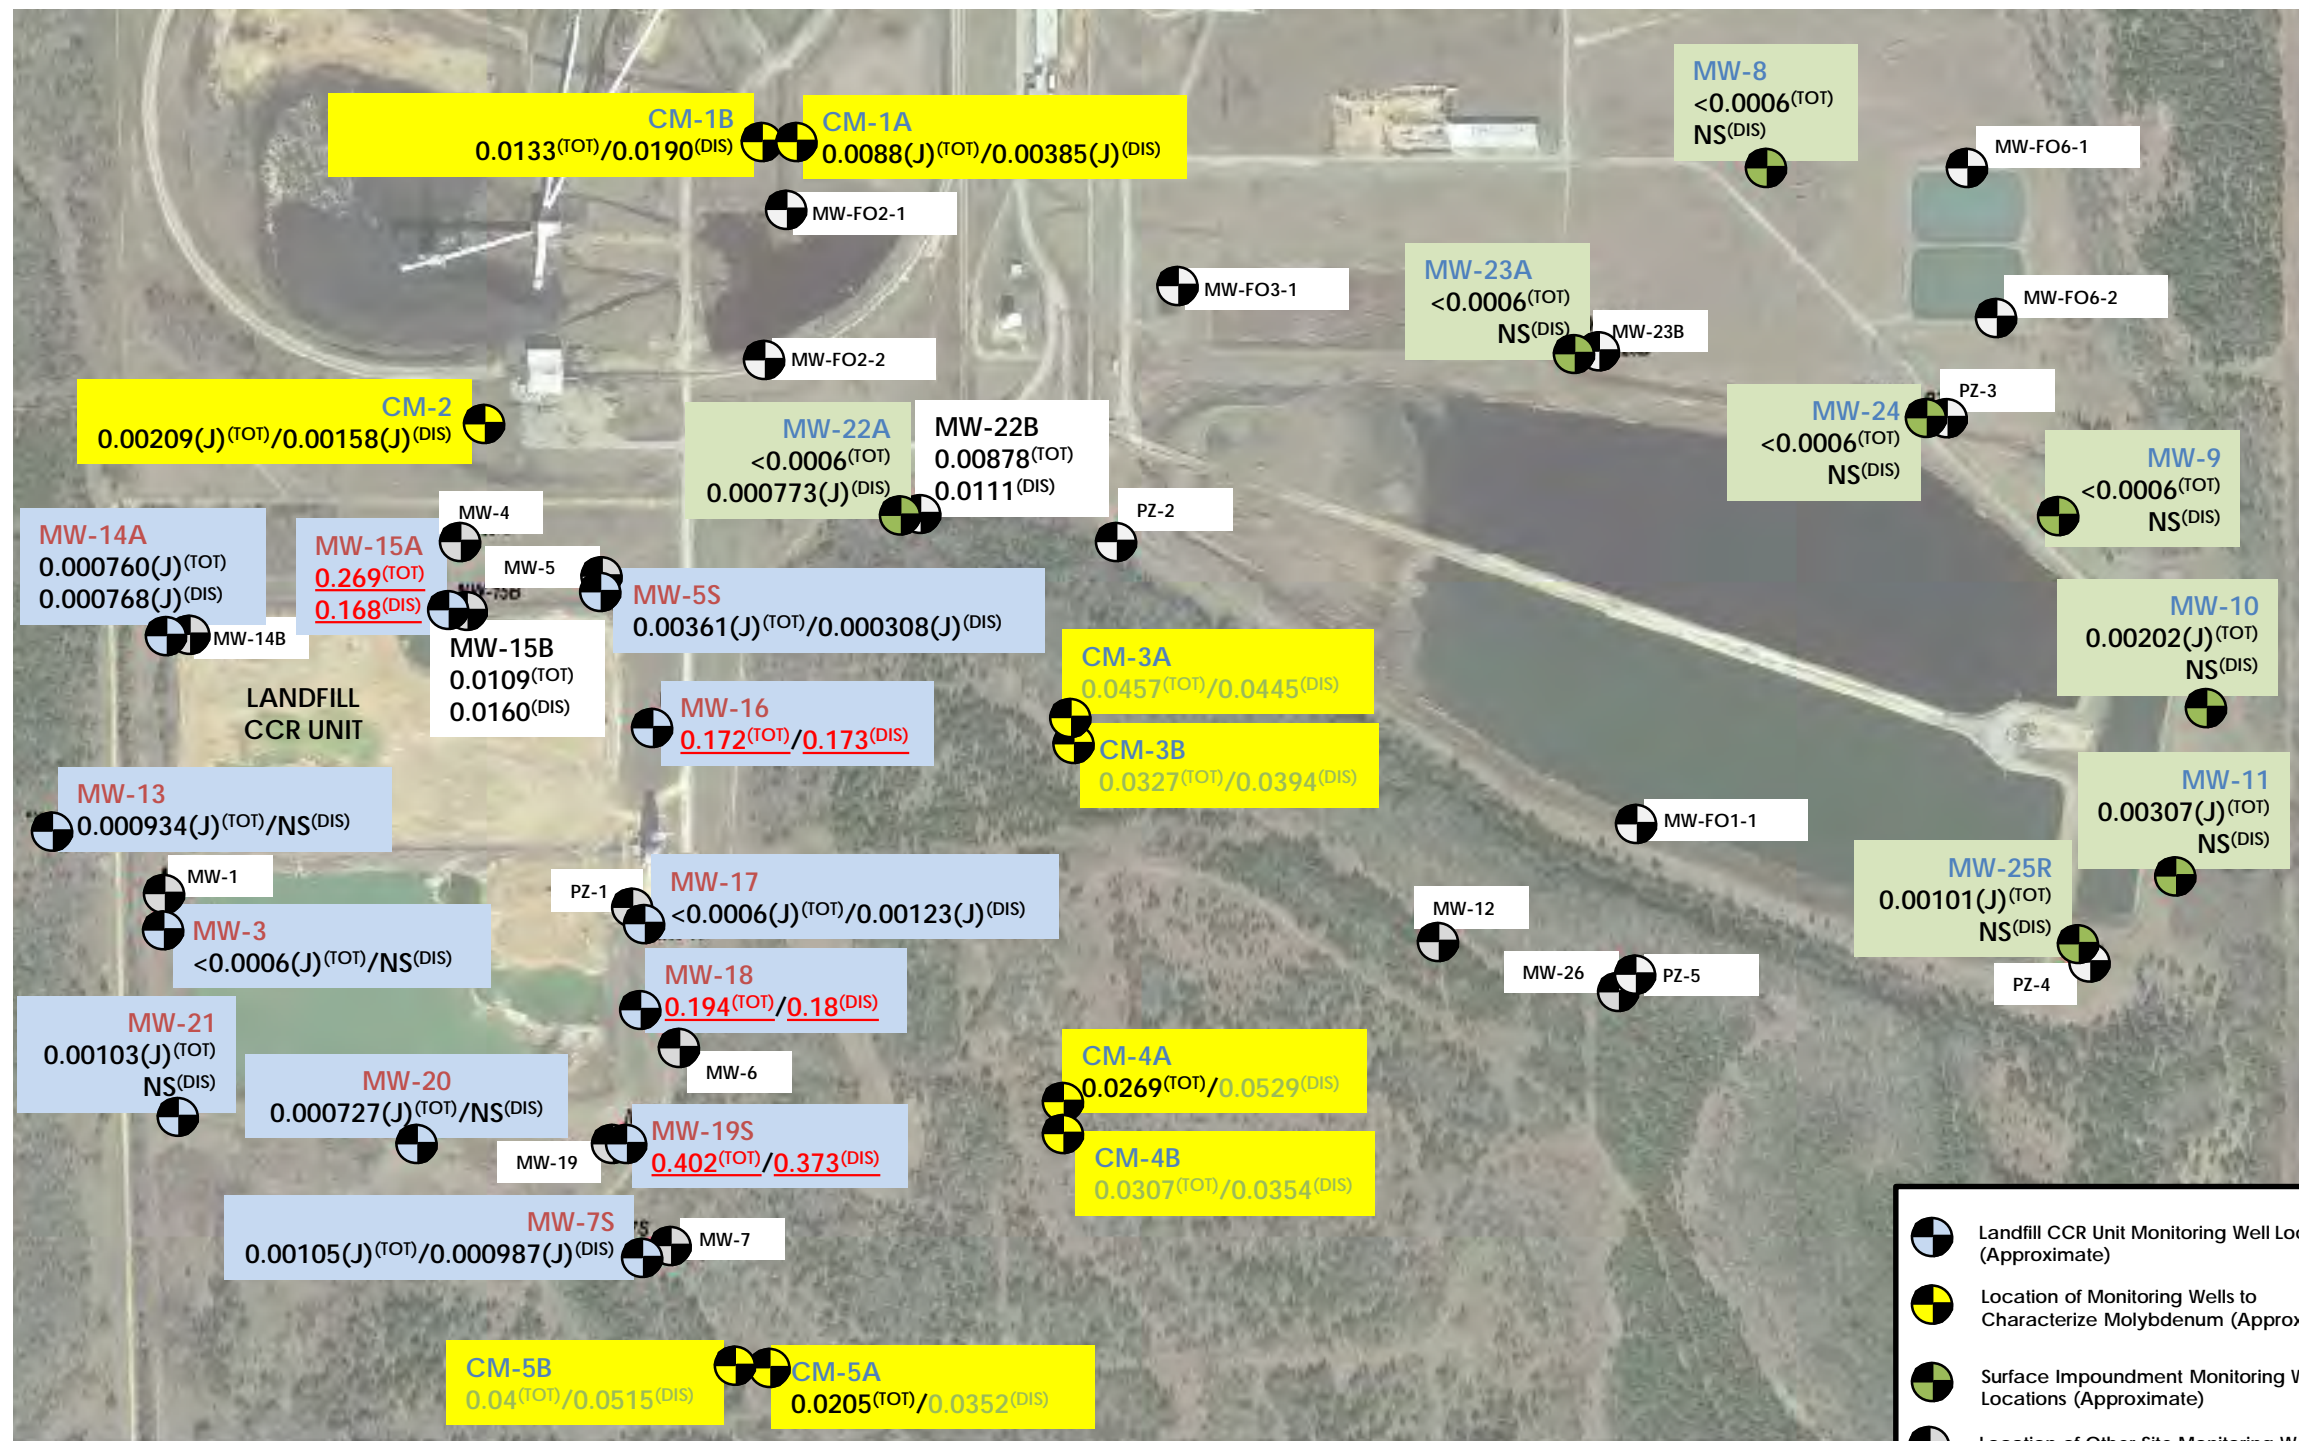 MW-8
<0.0006(TOT)
NS(DIS)
CM-1B
0.0133(TOT)/0.0190(DIS)
CM-1A
0.0088(J)(TOT)/0.00385(J)(DIS)
MW-FO6-1
MW-FO2-1
MW-23A
<0.0006(TOT)
NS(DIS)
MW-FO3-1
MW-FO6-2
MW-23B
MW-FO2-2
PZ-3
CM-2
0.00209(J)(TOT)/0.00158(J)(DIS)
MW-22A
<0.0006(TOT)
0.000773(J)(DIS)
MW-22B
0.00878(TOT)
0.0111(DIS)
MW-24
<0.0006(TOT)
NS(DIS)
MW-9
<0.0006(TOT)
NS(DIS)
MW-4
PZ-2
MW-14A
0.000760(J)(TOT)
0.000768(J)(DIS)
MW-15A
0.269(TOT)
0.168(DIS)
MW-5
MW-5S
0.00361(J)(TOT)/0.000308(J)(DIS)
MW-10
0.00202(J)(TOT)
NS(DIS)
MW-14B
MW-15B
0.0109(TOT)
0.0160(DIS)
CM-3A
0.0457(TOT)/0.0445(DIS)
LANDFILL
CCR UNIT
MW-16
0.172(TOT)/0.173(DIS)
CM-3B
0.0327(TOT)/0.0394(DIS)
MW-11
0.00307(J)(TOT)
NS(DIS)
MW-13
0.000934(J)(TOT)/NS(DIS)
MW-FO1-1
MW-1
PZ-1
MW-17
<0.0006(J)(TOT)/0.00123(J)(DIS)
MW-25R
0.00101(J)(TOT)
NS(DIS)
MW-12
MW-3
<0.0006(J)(TOT)/NS(DIS)
MW-18
0.194(TOT)/0.18(DIS)
MW-26
PZ-5
PZ-4
MW-21
0.00103(J)(TOT)
NS(DIS)
MW-6
CM-4A
0.0269(TOT)/0.0529(DIS)
MW-20
0.000727(J)(TOT)/NS(DIS)
MW-19
MW-19S
0.402(TOT)/0.373(DIS)
CM-4B
0.0307(TOT)/0.0354(DIS)
MW-7S
0.00105(J)(TOT)/0.000987(J)(DIS)
MW-7
Landfill CCR Unit Monitoring Well Loc
(Approximate)
Location of Monitoring Wells to
Characterize Molybdenum (Approx
Surface Impoundment Monitoring W
Locations (Approximate)
CM-5B
0.04(TOT)/0.0515(DIS)
CM-5A
0.0205(TOT)/0.0352(DIS)
Location of Other Site Monitoring W